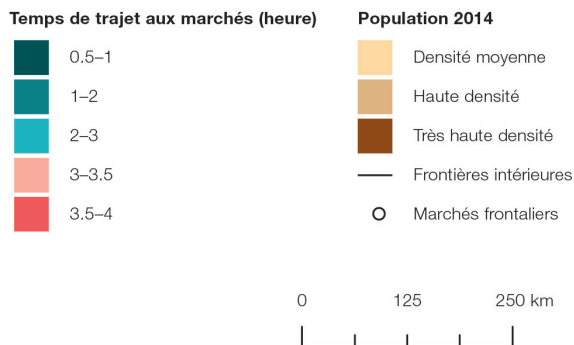 Temps de trajet aux marchés (heure)
0.5–1
1–2
2–3
3–3.5
3.5–4
Population 2014
Densité moyenne
Haute densité
Très haute densité
Frontières intérieures
Marchés frontaliers
0 125 250 km